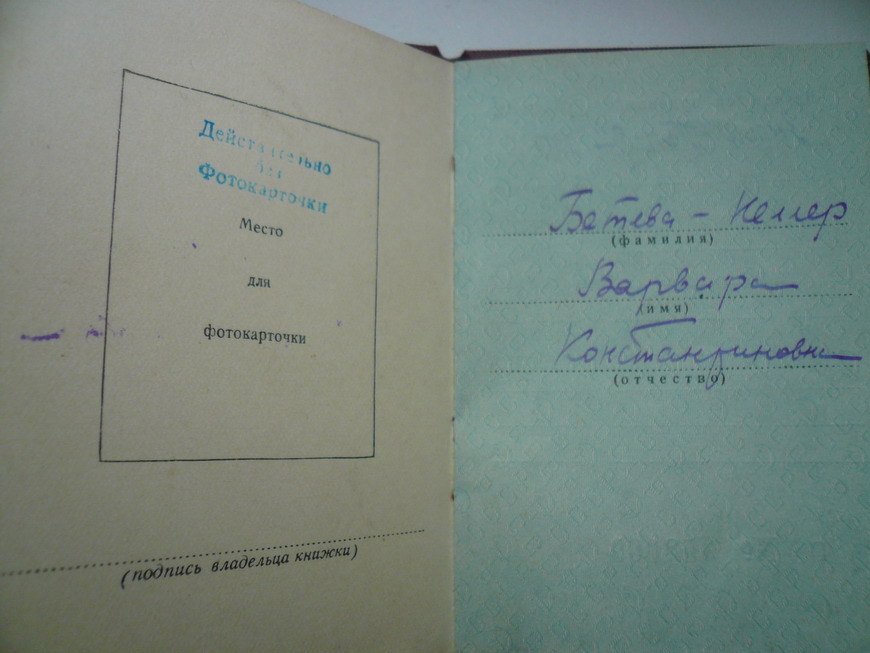 Действительно
без
Фотокарточки
Место
для
фотокарточки
(подпись владельца книжки)
Батева - Келлер
(фамилия)
Варвара
(имя)
Константиновна
(отчество)